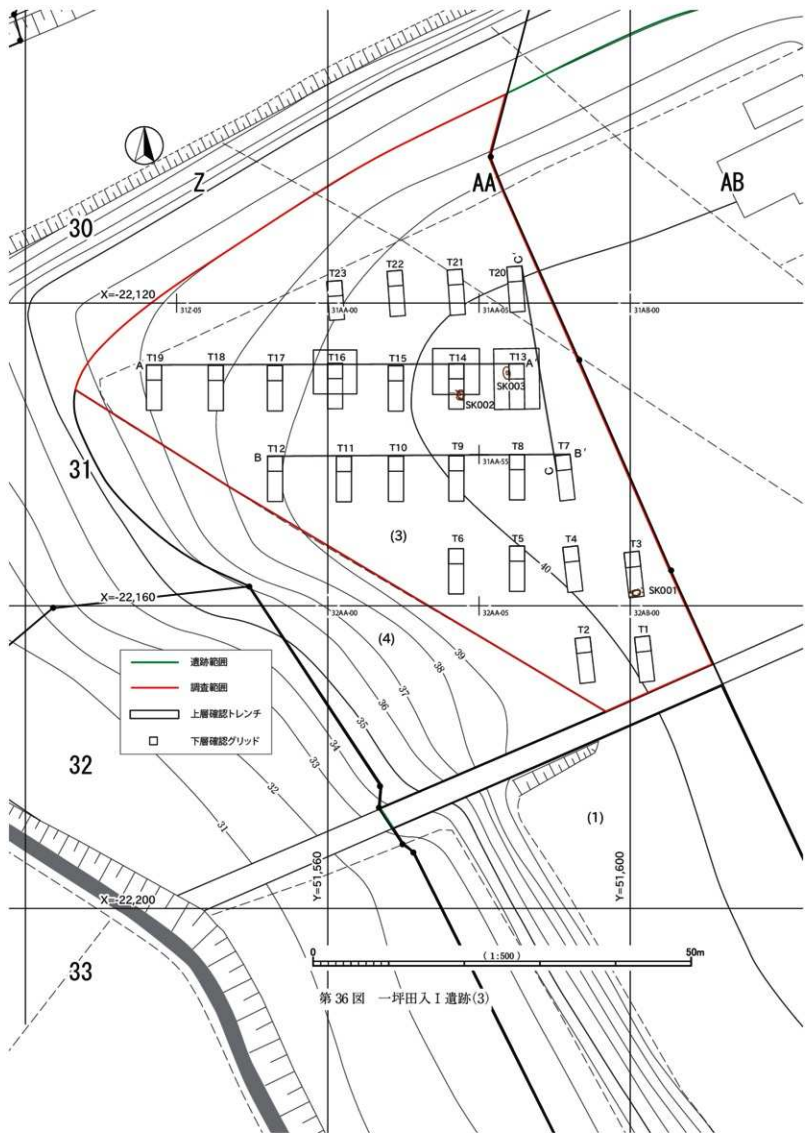 Z
AA
AB
30
T23
T22
T21
T20
C'
X=-22,120
31Z-05
31AA-00
31AA-05
31AB-00
A
T19
T18
T17
T16
T15
T14
T13
A'
SK003
SK002
31
B
T12
T11
T10
T9
31AA-55
T8
T7
B'
C
(3)
T6
T5
T4
T3
40
SK001
X=-22,160
32AA-00
32AA-05
32AB-00
(4)
T2
T1
39
38
37
36
35
34
33
32
31
遺跡範囲
調査範囲
上層確認トレンチ
下層確認グリッド
32
(1)
Y=51,560
Y=51,600
X=-22,200
0
(1:500)
50m
33
第36図 一坪田入Ⅰ遺跡(3)